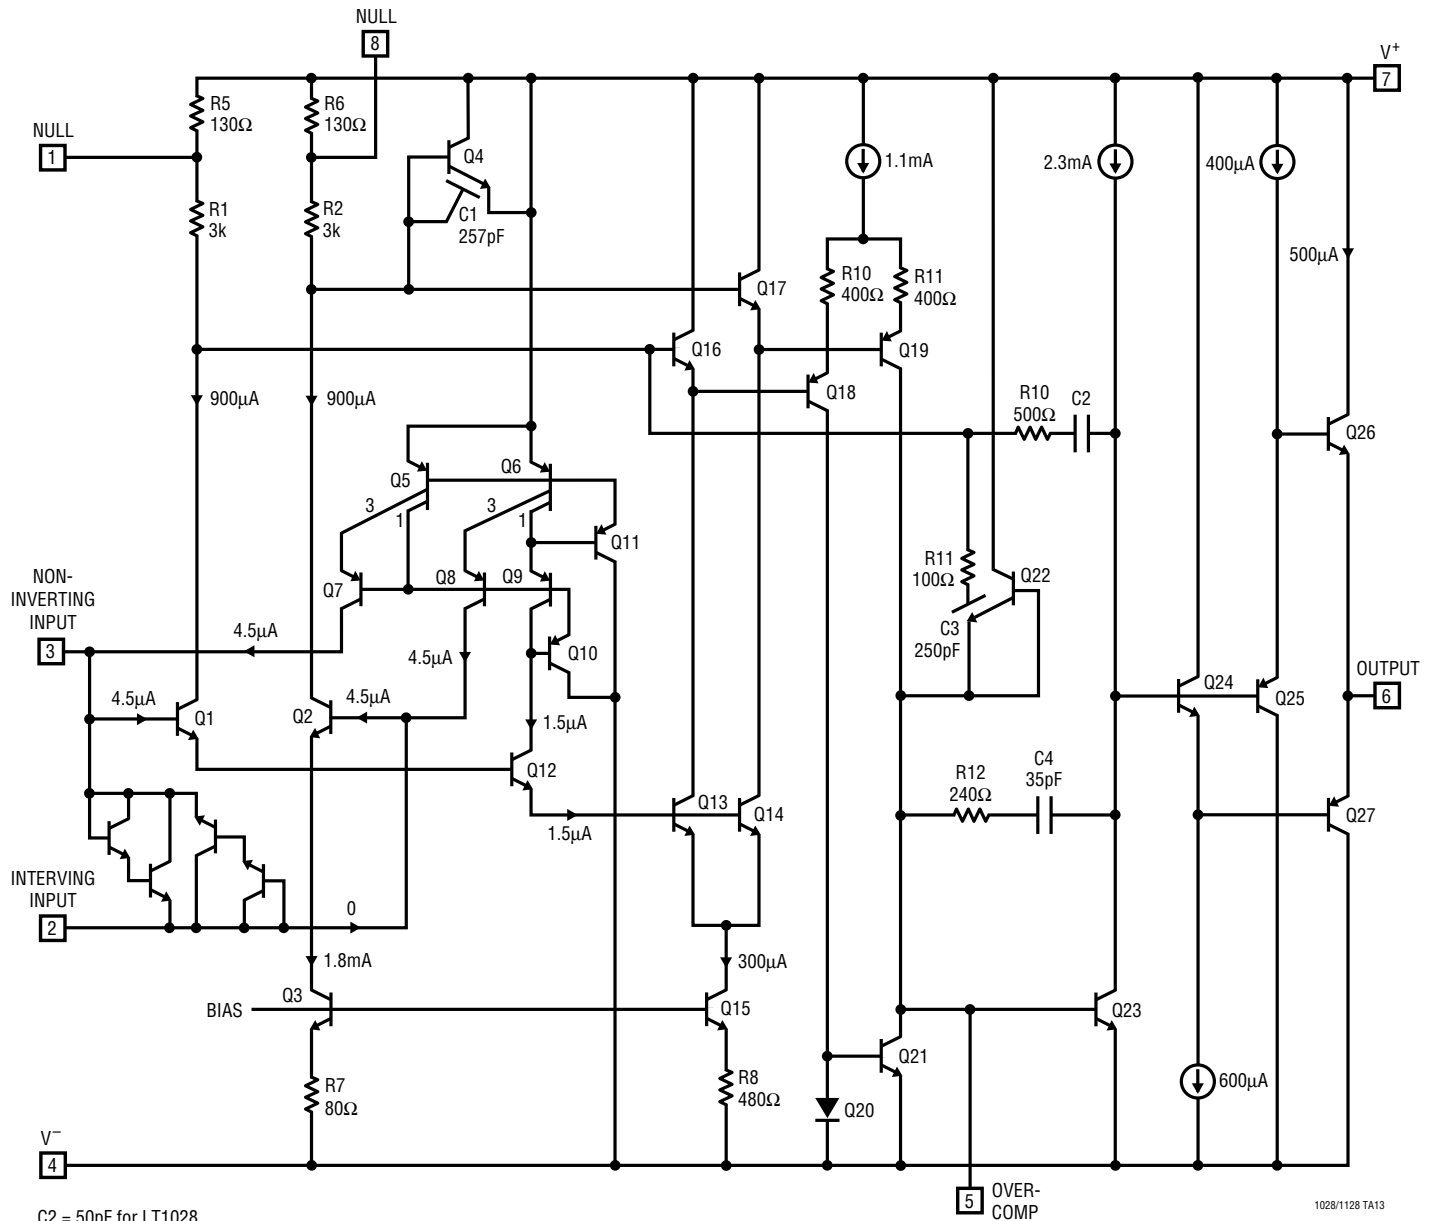 NULL
8
V+
7
R5
130Ω
R6
130Ω
NULL
1
Q4
C1
257pF
1.1mA
2.3mA
400µA
R1
3k
R2
3k
500µA
R10
400Ω
R11
400Ω
Q17
Q16
Q19
Q18
900µA
900µA
R10
500Ω
C2
Q26
Q5
Q6
3
1
3
1
Q11
R11
100Ω
Q22
NON-
INVERTING
INPUT
3
Q7
Q8
Q9
C3
250pF
4.5µA
4.5µA
Q10
OUTPUT
6
4.5µA
Q1
Q2
4.5µA
1.5µA
Q24
Q25
Q12
R12
240Ω
C4
35pF
Q13
Q14
1.5µA
Q27
INTERVING
INPUT
2
0
1.8mA
300µA
BIAS
Q3
Q15
Q23
Q21
R7
80Ω
R8
480Ω
Q20
600µA
V–
4
5
OVER-
COMP
1028/1128 TA13
C2 = 50pF for LT1028